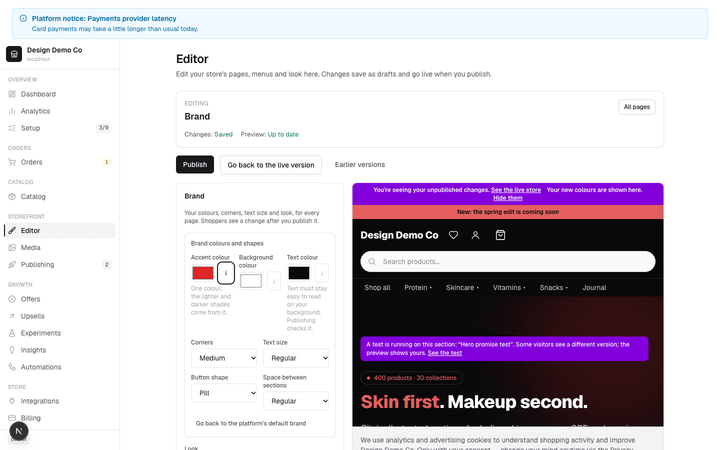 Platform notice: Payments provider latency
Card payments may take a little longer than usual today.
Design Demo Co
localhost
OVERVIEW
Dashboard
Analytics
Setup 3/9
ORDERS
Orders 1
CATALOG
Catalog
STOREFRONT
Editor
Media
Publishing 2
GROWTH
Offers
Upsells
Experiments
Insights
Automations
STORE
Integrations
Billing
N
Editor
Edit your store's pages, menus and look here. Changes save as drafts and go live when you publish.
EDITING
Brand
All pages
Changes: Saved Preview: Up to date
Publish
Go back to the live version
Earlier versions
Brand
Your colours, corners, text size and look, for every
page. Shoppers see a change after you publish it.
Brand colours and shapes
Accent colour
One colour;
the lighter and
darker shades
come from it.
Background
colour
Text colour
Text must stay
easy to read
on your
background.
Publishing
checks it.
Corners
Medium
Text size
Regular
Button shape
Pill
Space between
sections
Regular
Go back to the platform's default brand
Look
You're seeing your unpublished changes. See the live store Your new colours are shown here.
Hide them
New: the spring edit is coming soon
Design Demo Co
Search products...
Shop all Protein Skincare Vitamins Snacks Journal
A test is running on this section: "Hero promise test". Some visitors see a different version; the
preview shows yours. See the test
400 products · 30 collections
Skin first. Makeup second.
We use analytics and advertising cookies to understand shopping activity and improve